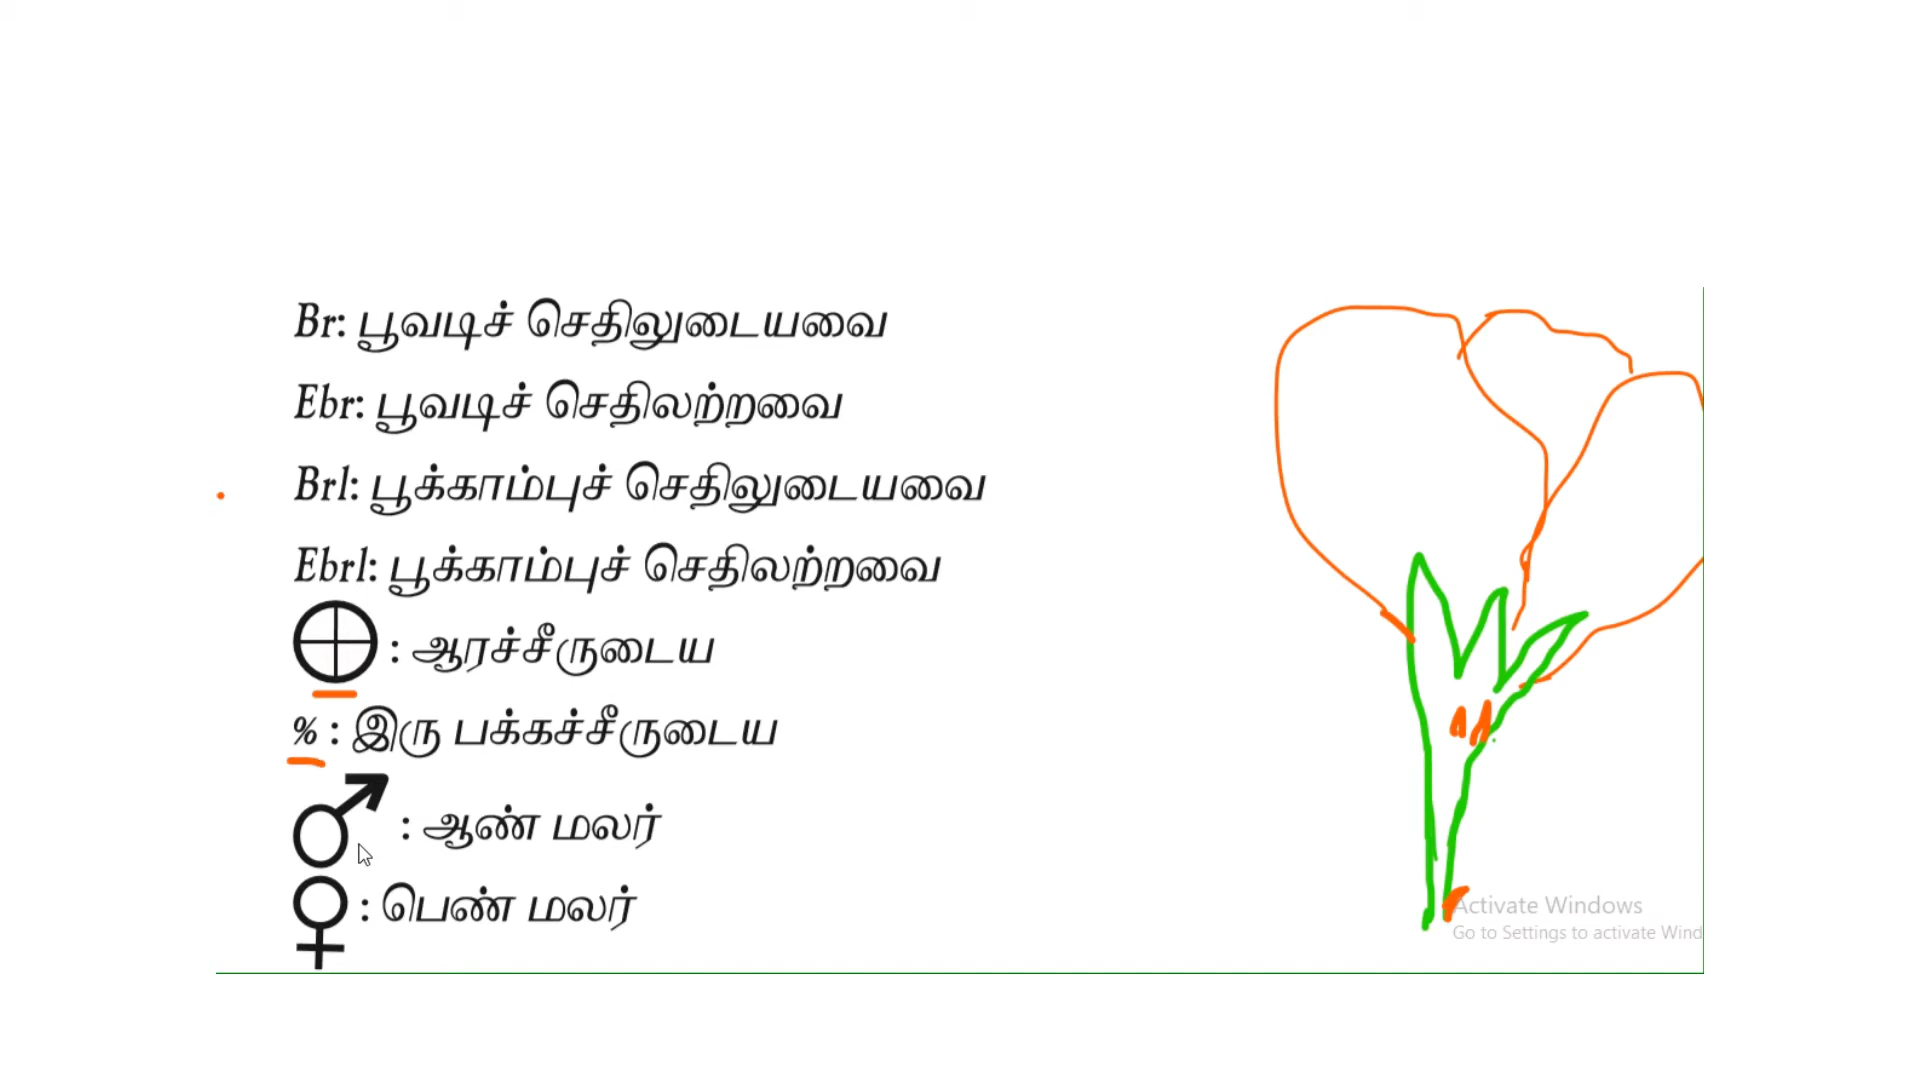 Br: பூவடிச் செதிலுடையவை
Ebr: பூவடிச் செதிலற்றவை
Brl: பூக்காம்புச் செதிலுடையவை
Ebrl: பூக்காம்புச் செதிலற்றவை
⊕ : ஆரச்சீருடைய
% : இரு பக்கச்சீருடைய
♂ : ஆண் மலர்
♀ : பெண் மலர்
Activate Windows
Go to Settings to activate Wind